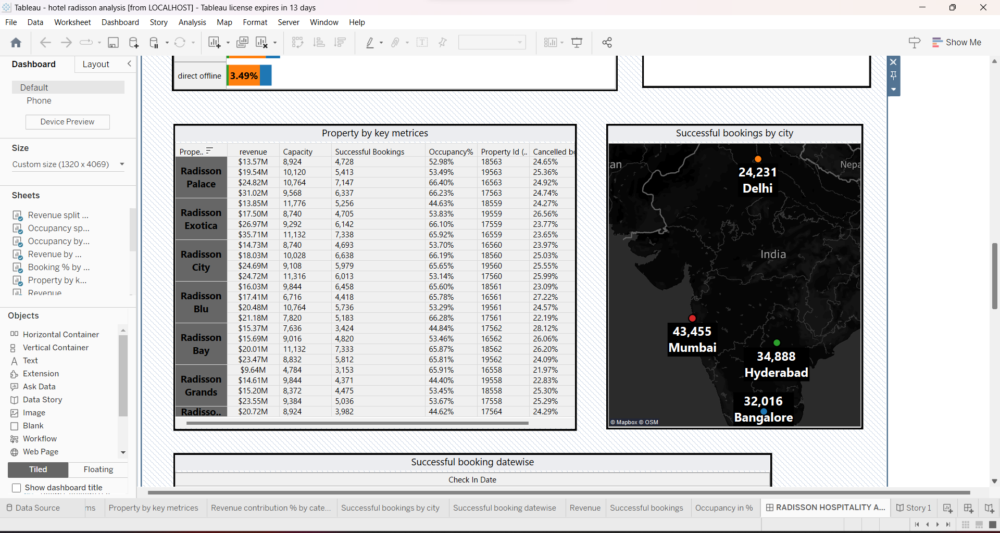 Tableau - hotel radisson analysis [from LOCALHOST] - Tableau license expires in 13 days
File Data Worksheet Dashboard Story Analysis Map Format Server Window Help
Show Me
Dashboard Layout
Default
Phone
Device Preview
Size
Custom size (1320 x 4069)
Sheets
Revenue split ...
Occupancy sp...
Occupancy by...
Revenue by ...
Booking % by ...
Property by k...
Revenue
Objects
Horizontal Container
Vertical Container
Text
Extension
Ask Data
Data Story
Image
Blank
Workflow
Web Page
Tiled Floating
Show dashboard title
direct offline 3.49%
Property by key metrices
Prope.. revenue Capacity Successful Bookings Occupancy% Property Id (.. Cancelled b
Radisson Palace
$13.57M 8,924 4,728 52.98% 18563 24.65%
$19.54M 10,120 5,413 53.49% 19563 25.36%
$24.82M 10,764 7,147 66.40% 16563 24.92%
$31.02M 9,568 6,337 66.23% 17563 24.74%
Radisson Exotica
$13.85M 11,776 5,256 44.63% 18559 24.27%
$17.50M 8,740 4,705 53.83% 19559 26.56%
$26.97M 9,292 6,142 66.10% 17559 23.77%
$35.71M 11,132 7,338 65.92% 16559 23.65%
Radisson City
$14.73M 8,740 4,693 53.70% 16560 23.97%
$18.03M 10,028 6,638 66.19% 18560 25.03%
$24.69M 9,108 5,979 65.65% 19560 25.55%
$24.72M 11,316 6,013 53.14% 17560 25.99%
Radisson Blu
$16.03M 9,844 6,458 65.60% 18561 23.09%
$17.41M 6,716 4,418 65.78% 16561 27.22%
$20.48M 10,764 5,736 53.29% 19561 24.57%
$21.18M 7,820 5,183 66.28% 17561 22.19%
Radisson Bay
$15.37M 7,636 3,424 44.84% 17562 28.12%
$15.69M 9,016 4,820 53.46% 16562 26.06%
$20.01M 11,132 7,333 65.87% 18562 26.20%
$23.47M 8,832 5,812 65.81% 19562 24.09%
Radisson Grands
$9.64M 4,784 3,153 65.91% 16558 21.97%
$14.61M 9,844 4,371 44.40% 19558 22.83%
$15.20M 8,372 4,475 53.45% 18558 25.30%
$23.55M 9,384 5,036 53.67% 17558 25.29%
Radisso.. $20.72M 8,924 3,982 44.62% 17564 24.29%
Successful bookings by city
an
Nepa
24,231
Delhi
India
43,455
Mumbai
34,888
Hyderabad
32,016
Bangalore
© Mapbox © OSM
Successful booking datewise
Check In Date
Data Source ms Property by key metrices Revenue contribution % by cate... Successful bookings by city Successful booking datewise Revenue Successful bookings Occupancy in % RADISSON HOSPITALITY A... Story 1